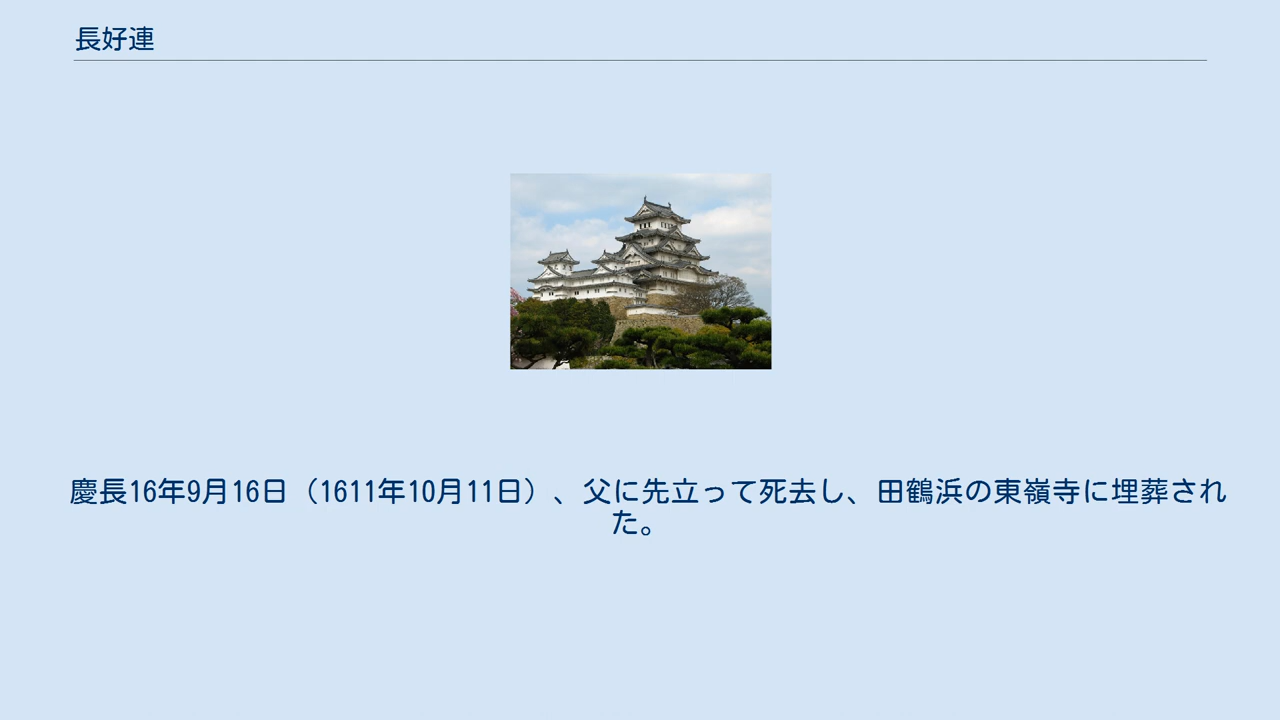 長好連
慶長16年9月16日（1611年10月11日）、父に先立って死去し、田鶴浜の東嶺寺に埋葬され
た。